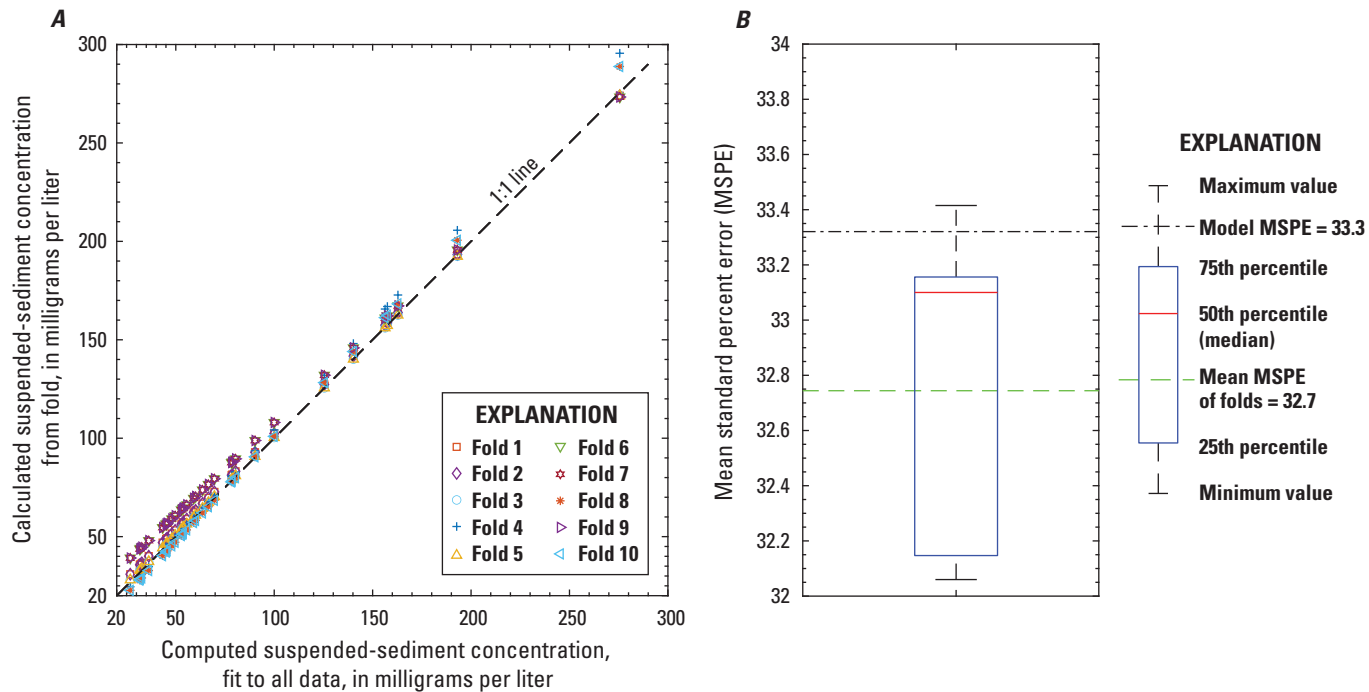 A
Calculated suspended-sediment concentration
from fold, in milligrams per liter
300
250
200
150
100
50
20
1:1 line
EXPLANATION
Fold 1
Fold 2
Fold 3
Fold 4
Fold 5
Fold 6
Fold 7
Fold 8
Fold 9
Fold 10
20
50
100
150
200
250
300
Computed suspended-sediment concentration,
fit to all data, in milligrams per liter
B
Mean standard percent error (MSPE)
34
33.8
33.6
33.4
33.2
33
32.8
32.6
32.4
32.2
32
EXPLANATION
Maximum value
Model MSPE = 33.3
75th percentile
50th percentile
(median)
Mean MSPE
of folds = 32.7
25th percentile
Minimum value